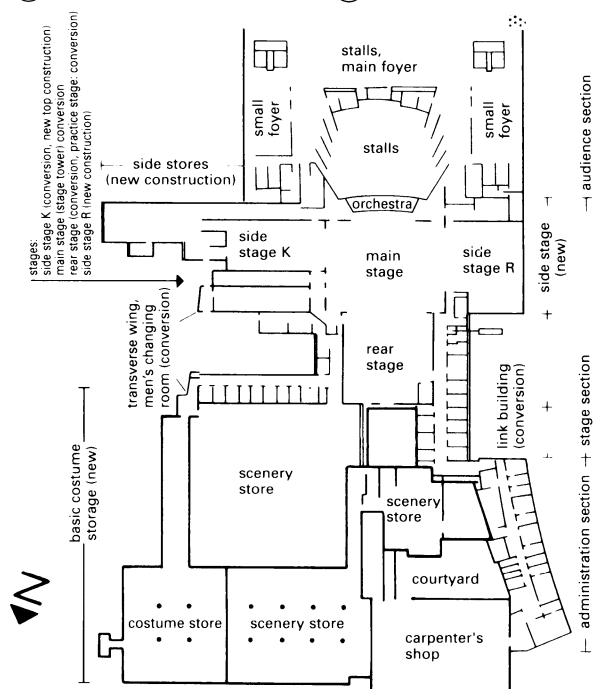 stalls,
main foyer
small
foyer
small
foyer
stalls
orchestra
side stores
(new construction)
stages:
side stage K (conversion, new top construction)
main stage (stage tower) conversion
rear stage (conversion, practice stage: conversion)
side stage R (new construction)
side
stage K
main
stage
side
stage R
rear
stage
transverse wing,
men's changing
room (conversion)
basic costume
storage (new)
scenery
store
scenery
store
courtyard
costume store
scenery store
carpenter's
shop
link building
(conversion)
side stage
(new)
audience section
stage section
administration section
N